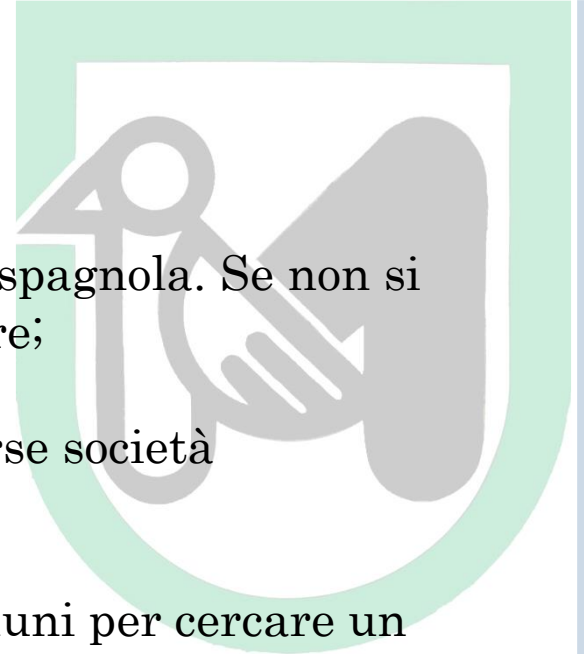 spagnola. Se non si
re;
rse società
uni per cercare un